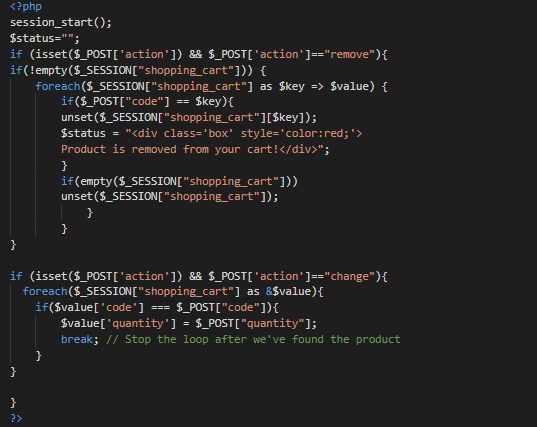 <?php
session_start();
$status="";
if (isset($_POST['action']) && $_POST['action']=="remove"){
if(!empty($_SESSION["shopping_cart"])) {
    foreach($_SESSION["shopping_cart"] as $key => $value) {
        if($_POST["code"] == $key){
        unset($_SESSION["shopping_cart"][$key]);
        $status = "<div class='box' style='color:red;'>
        Product is removed from your cart!</div>";
        }
        if(empty($_SESSION["shopping_cart"]))
        unset($_SESSION["shopping_cart"]);
            }
        }
}

if (isset($_POST['action']) && $_POST['action']=="change"){
  foreach($_SESSION["shopping_cart"] as &$value){
    if($value['code'] === $_POST["code"]){
        $value['quantity'] = $_POST["quantity"];
        break; // Stop the loop after we've found the product
    }
}

}
?>